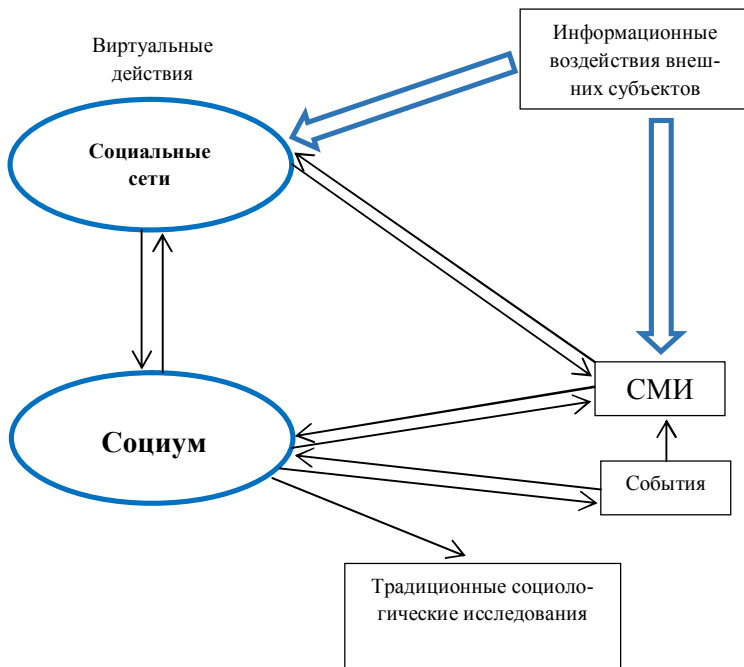 Виртуальные
действия
Информационные
воздействия внеш-
них субъектов
Социальные
сети
СМИ
Социум
События
Традиционные социоло-
гические исследования